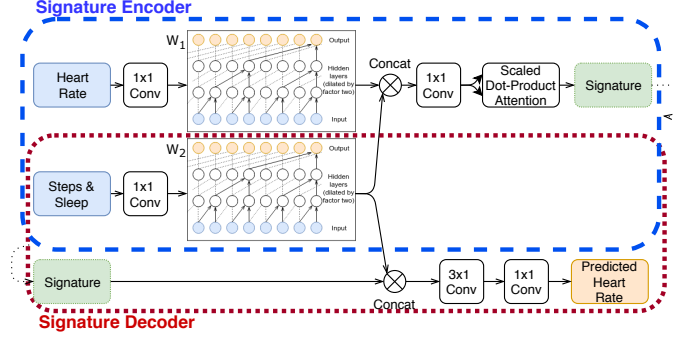 Signature Encoder
W1
Output
Hidden
layers
(dilated by
factor two)
Input
Heart
Rate
1x1
Conv
Concat
1x1
Conv
Scaled
Dot-Product
Attention
Signature
W2
Output
Hidden
layers
(dilated by
factor two)
Input
Steps &
Sleep
1x1
Conv
Signature
Concat
3x1
Conv
1x1
Conv
Predicted
Heart
Rate
Signature Decoder